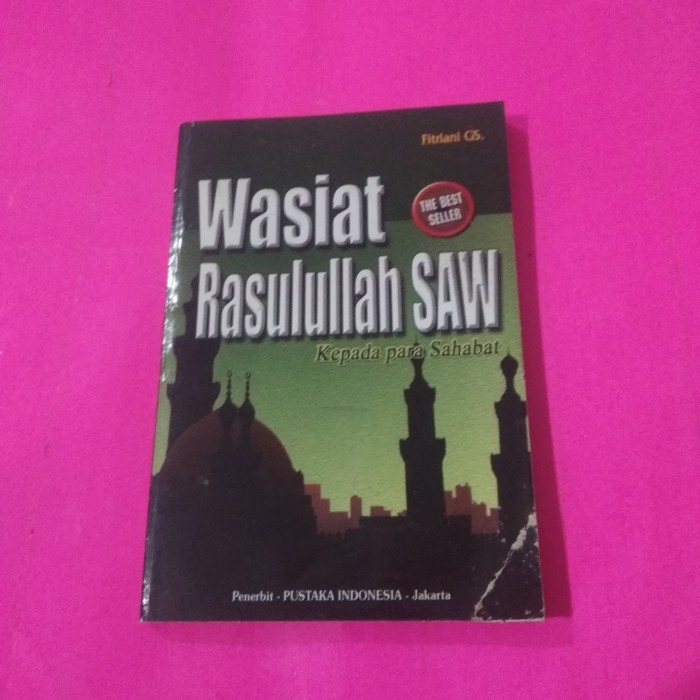 Fitriani GS.
Wasiat
THE BEST
SELLER
Rasulullah SAW
Kepada para Sahabat
Penerbit - PUSTAKA INDONESIA - Jakarta